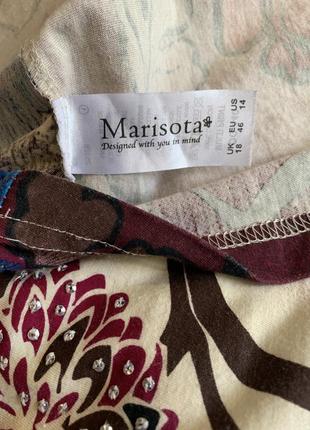 Marisota
Designed with you in mind
UK EU US
18 46 14